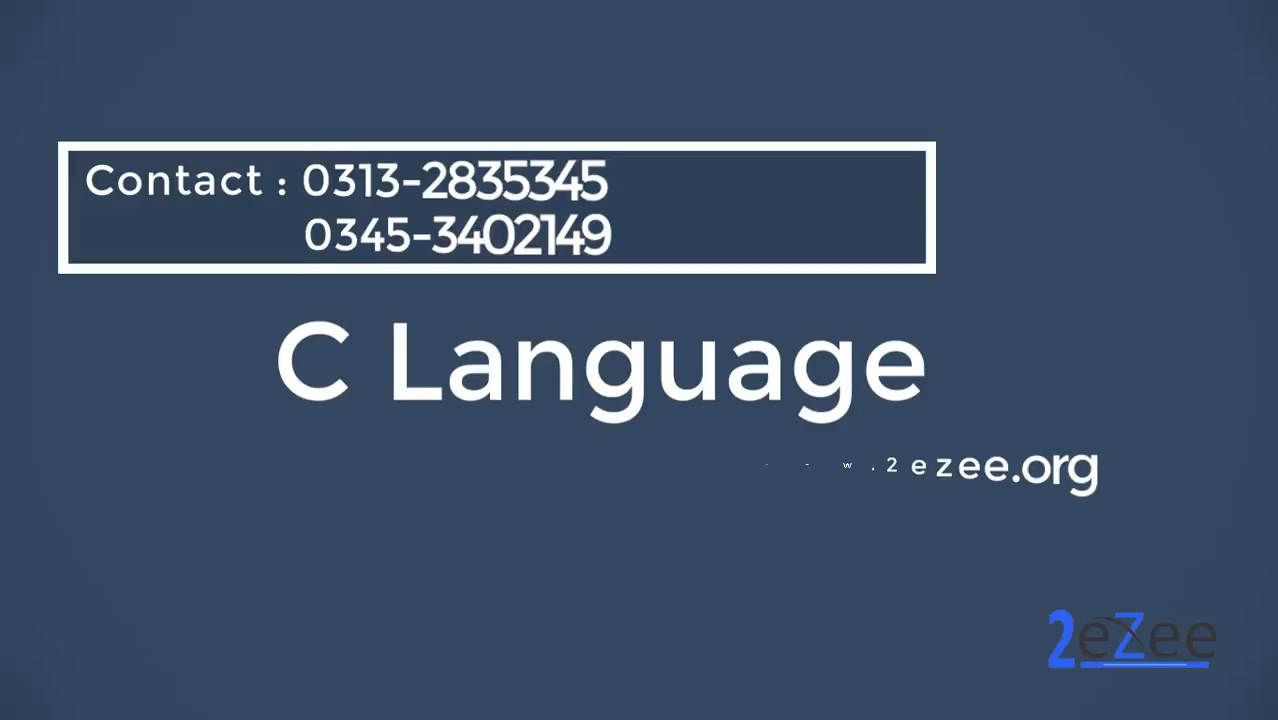 Contact : 0313-2835345
0345-3402149
C Language
w.2ezee.org
2eZee